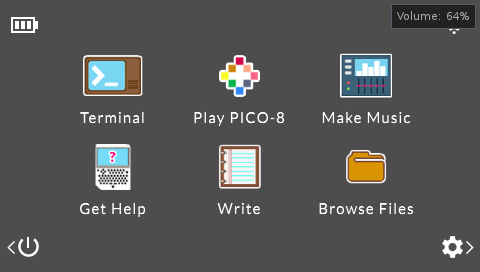 Volume: 64%
Terminal
Play PICO-8
Make Music
Get Help
Write
Browse Files